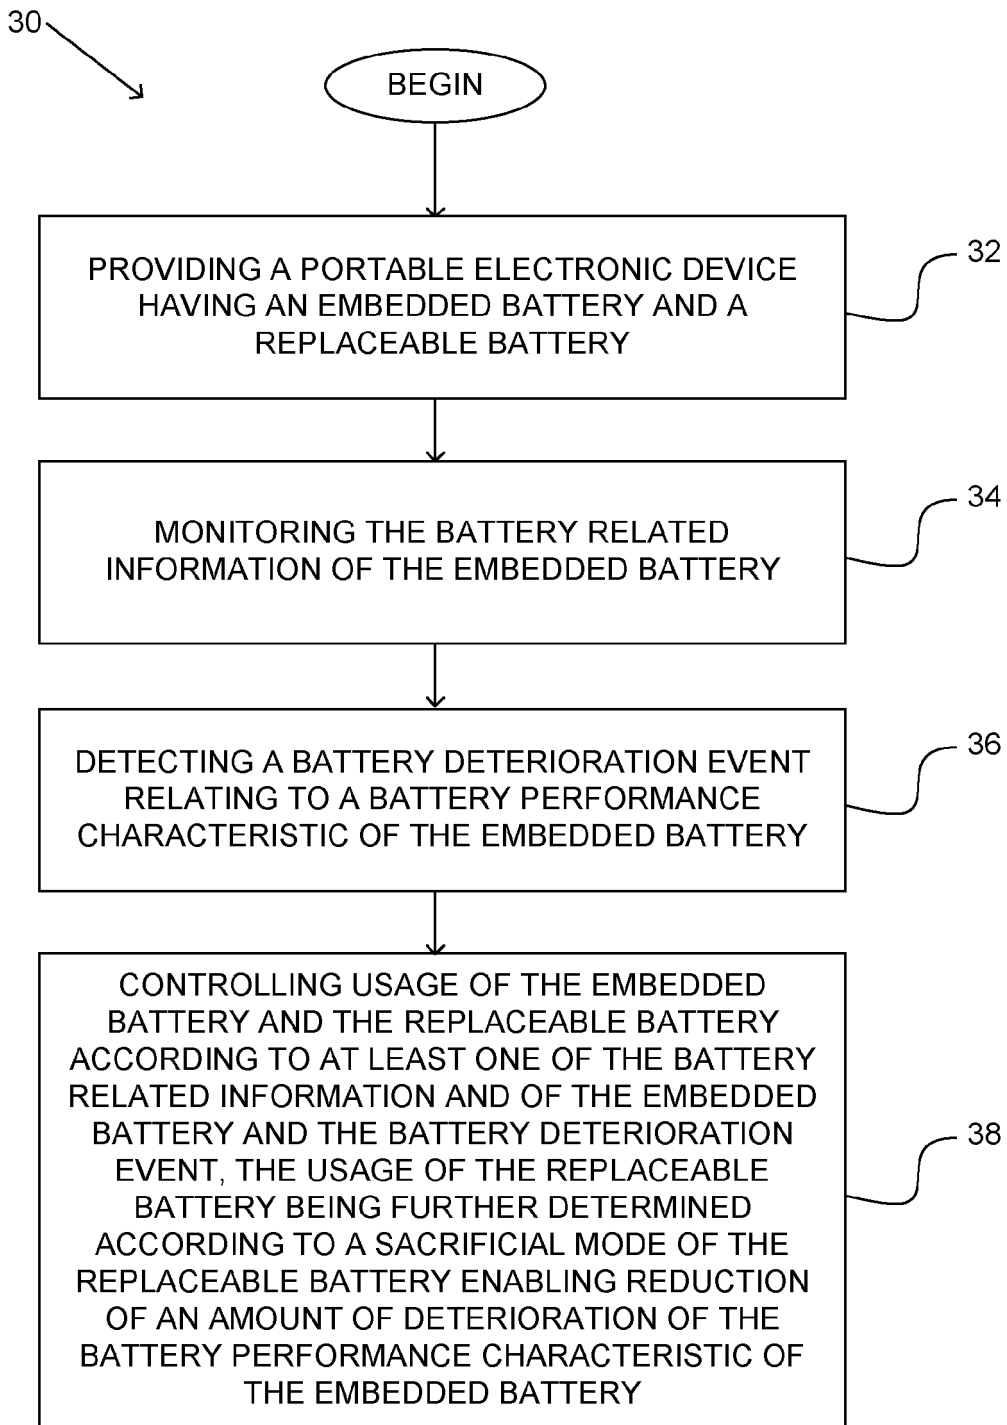 30
BEGIN
PROVIDING A PORTABLE ELECTRONIC DEVICE
HAVING AN EMBEDDED BATTERY AND A
REPLACEABLE BATTERY
32
MONITORING THE BATTERY RELATED
INFORMATION OF THE EMBEDDED BATTERY
34
DETECTING A BATTERY DETERIORATION EVENT
RELATING TO A BATTERY PERFORMANCE
CHARACTERISTIC OF THE EMBEDDED BATTERY
36
CONTROLLING USAGE OF THE EMBEDDED
BATTERY AND THE REPLACEABLE BATTERY
ACCORDING TO AT LEAST ONE OF THE BATTERY
RELATED INFORMATION AND OF THE EMBEDDED
BATTERY AND THE BATTERY DETERIORATION
EVENT, THE USAGE OF THE REPLACEABLE
BATTERY BEING FURTHER DETERMINED
ACCORDING TO A SACRIFICIAL MODE OF THE
REPLACEABLE BATTERY ENABLING REDUCTION
OF AN AMOUNT OF DETERIORATION OF THE
BATTERY PERFORMANCE CHARACTERISTIC OF
THE EMBEDDED BATTERY
38